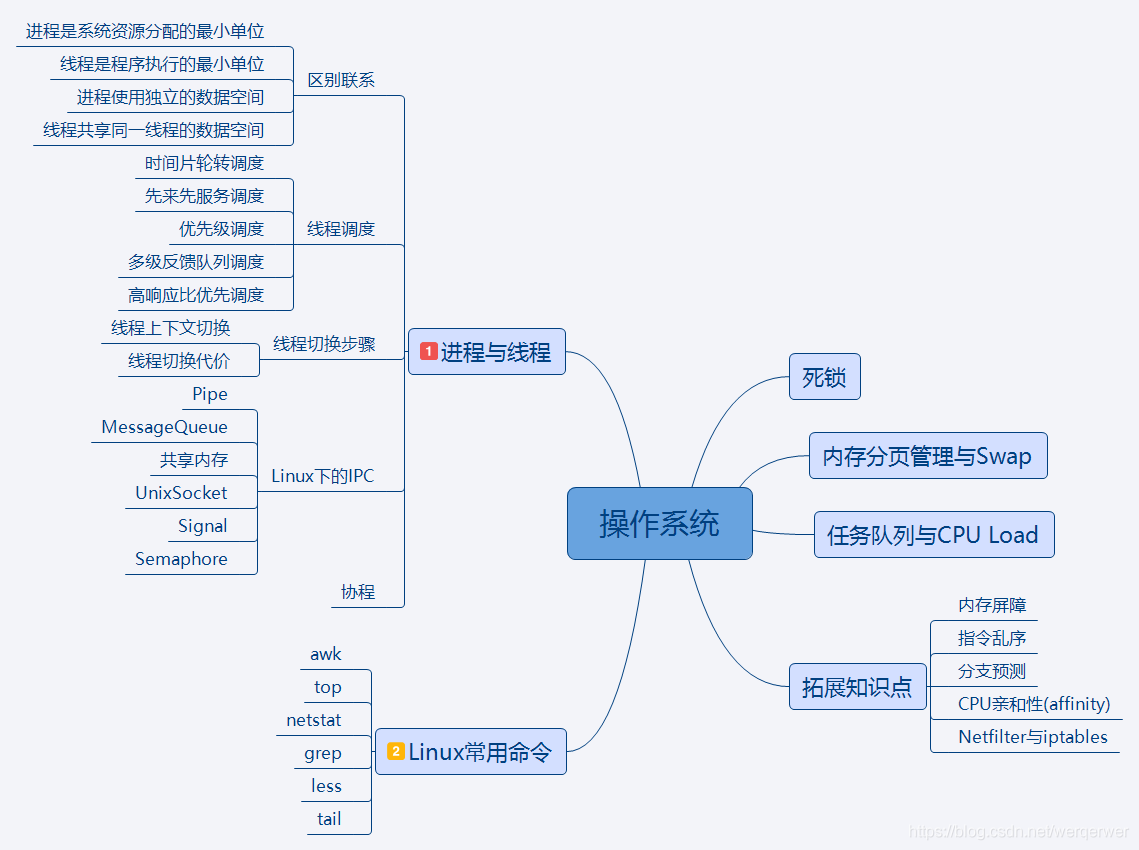 进程是系统资源分配的最小单位
线程是程序执行的最小单位
进程使用独立的数据空间
线程共享同一线程的数据空间
区别联系
时间片轮转调度
先来先服务调度
优先级调度
多级反馈队列调度
高响应比优先调度
线程调度
线程上下文切换
线程切换代价
线程切换步骤
Pipe
MessageQueue
共享内存
UnixSocket
Signal
Semaphore
Linux下的IPC
协程
1 进程与线程
awk
top
netstat
grep
less
tail
2 Linux常用命令
操作系统
死锁
内存分页管理与Swap
任务队列与CPU Load
拓展知识点
内存屏障
指令乱序
分支预测
CPU亲和性(affinity)
Netfilter与iptables
https://blog.csdn.net/werqerwer